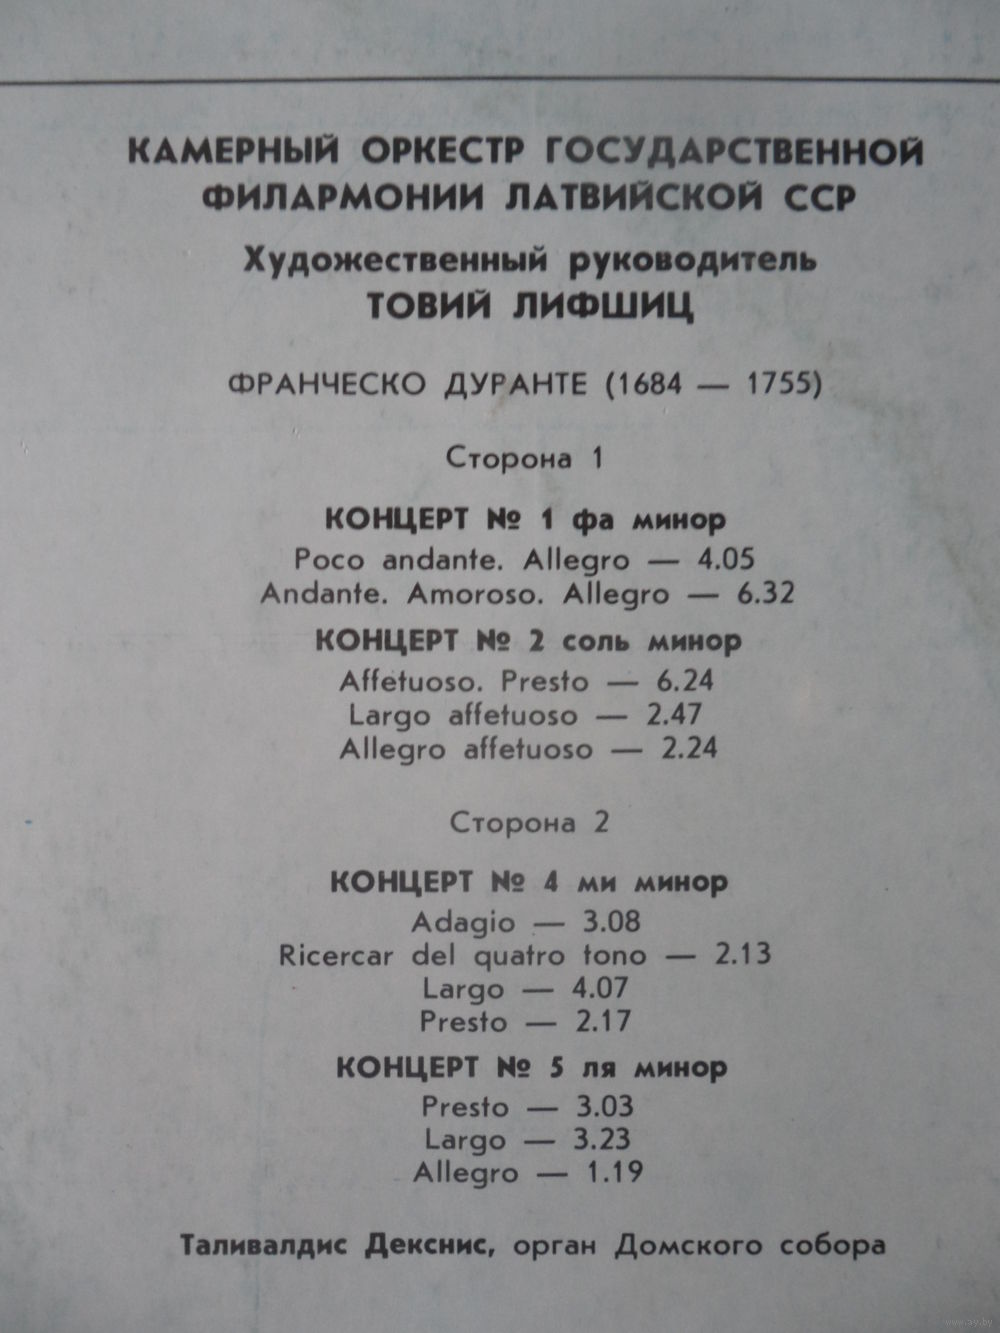 КАМЕРНЫЙ ОРКЕСТР ГОСУДАРСТВЕННОЙ
ФИЛАРМОНИИ ЛАТВИЙСКОЙ ССР
Художественный руководитель
ТОВИЙ ЛИФШИЦ
ФРАНЧЕСКО ДУРАНТЕ (1684 — 1755)
Сторона 1
КОНЦЕРТ № 1 фа минор
Poco andante. Allegro — 4.05
Andante. Amoroso. Allegro — 6.32
КОНЦЕРТ № 2 соль минор
Affetuoso. Presto — 6.24
Largo affetuoso — 2.47
Allegro affetuoso — 2.24
Сторона 2
КОНЦЕРТ № 4 ми минор
Adagio — 3.08
Ricercar del quatro tono — 2.13
Largo — 4.07
Presto — 2.17
КОНЦЕРТ № 5 ля минор
Presto — 3.03
Largo — 3.23
Allegro — 1.19
Таливалдис Декснис, орган Домского собора
www.ay.by